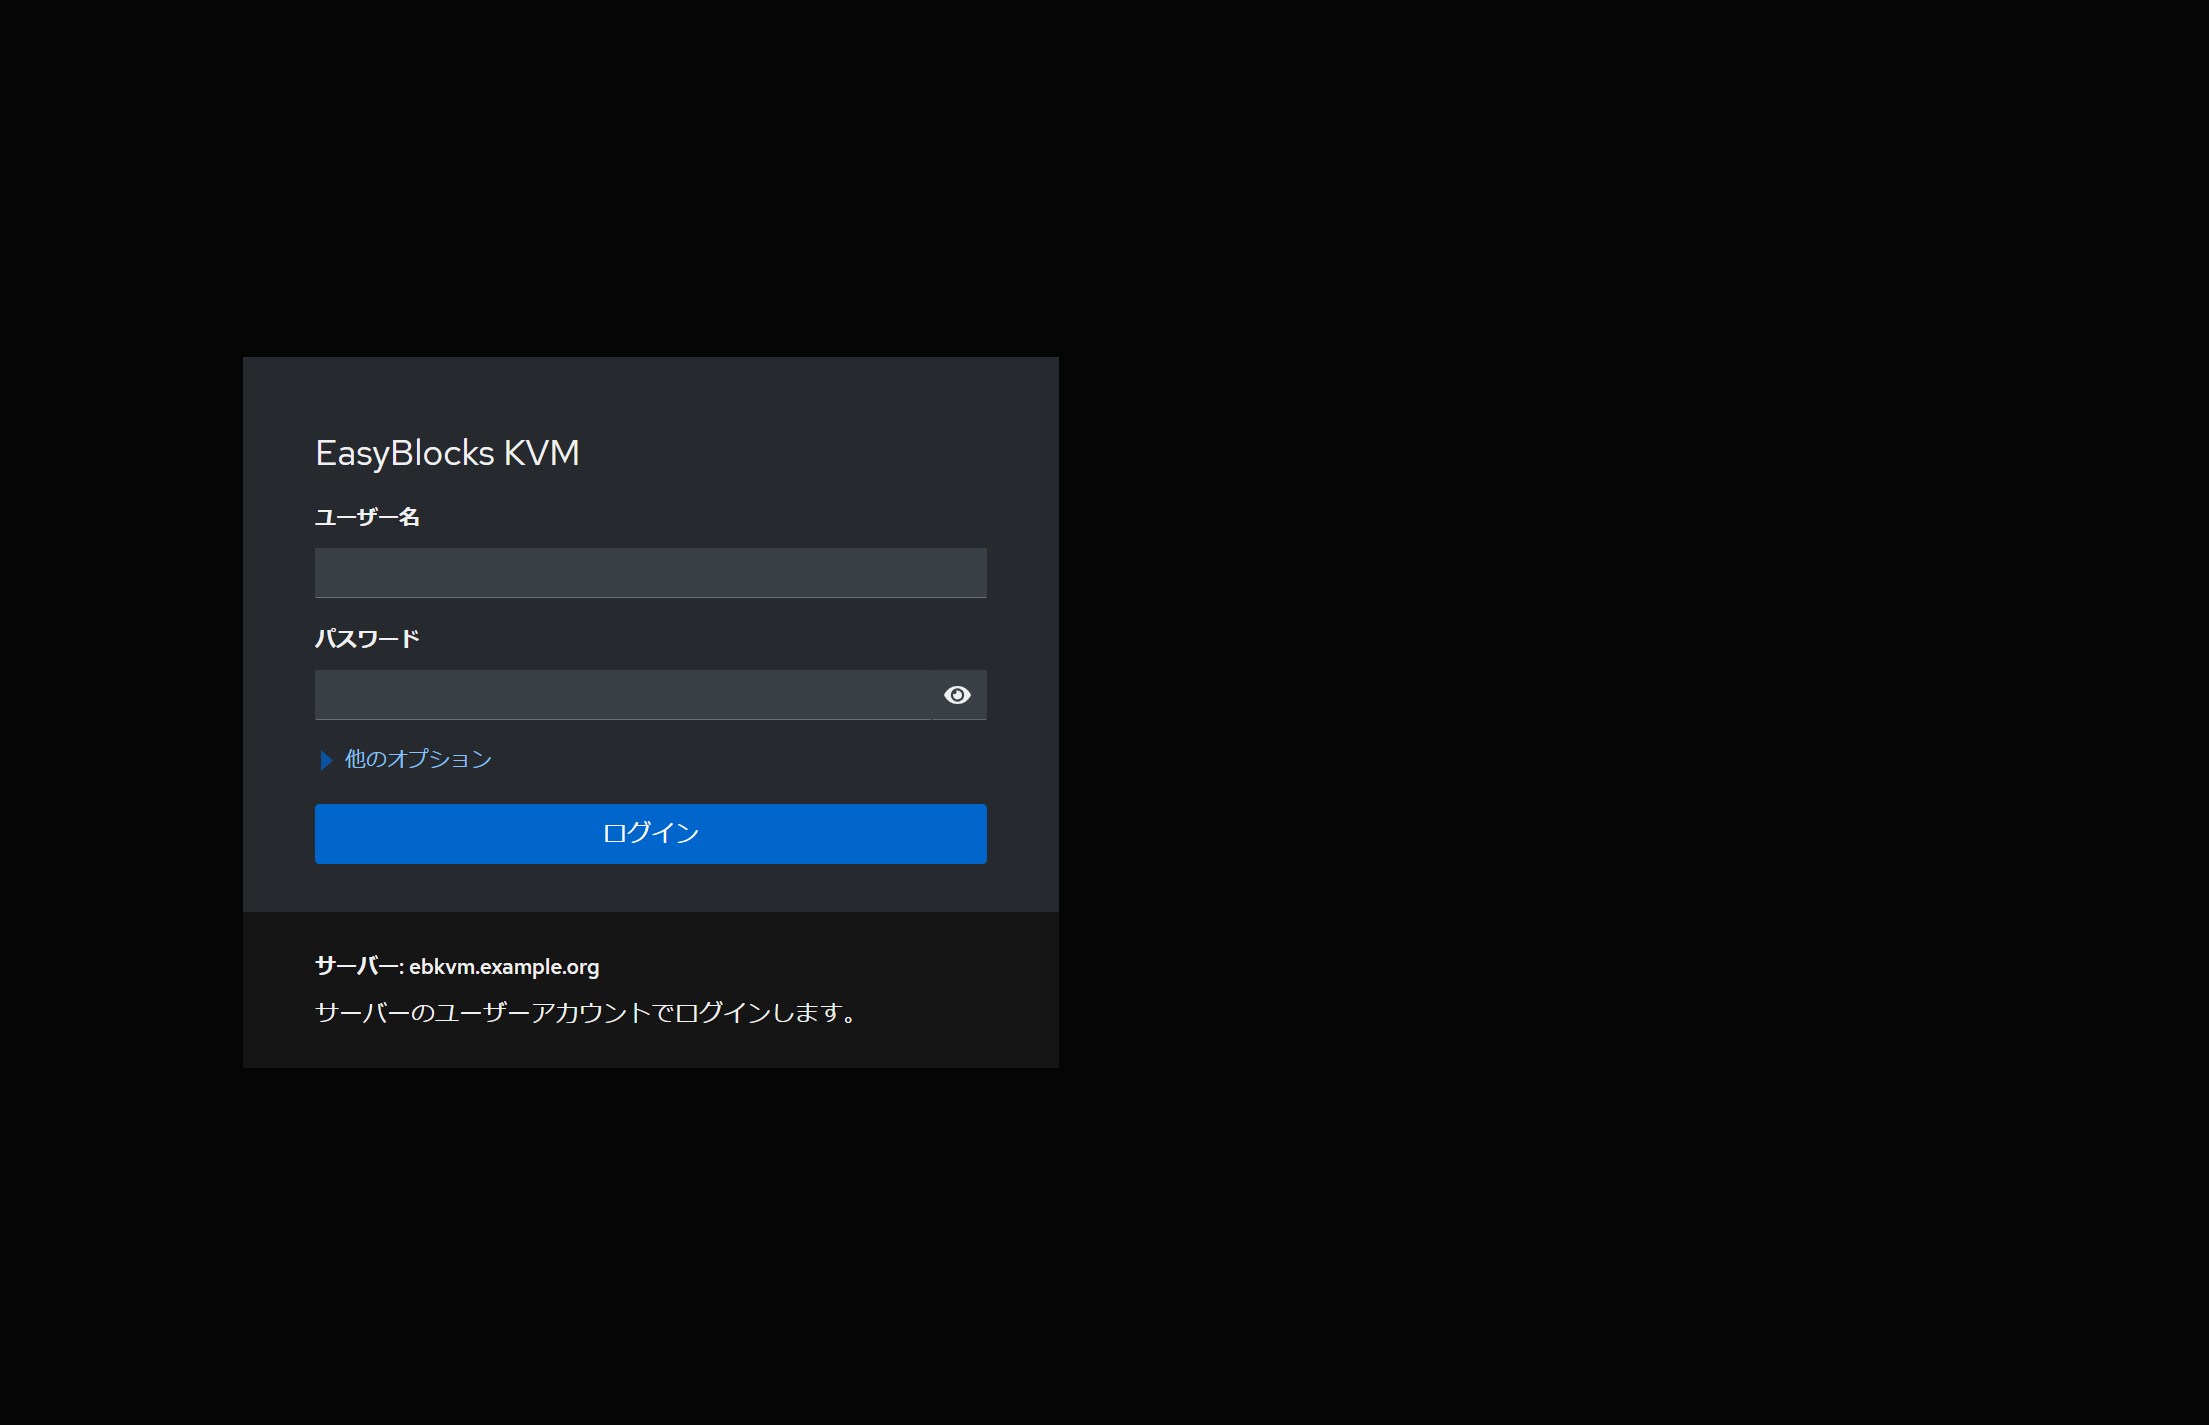 EasyBlocks KVM
ユーザー名
パスワード
他のオプション
ログイン
サーバー: ebkvm.example.org
サーバーのユーザーアカウントでログインします。